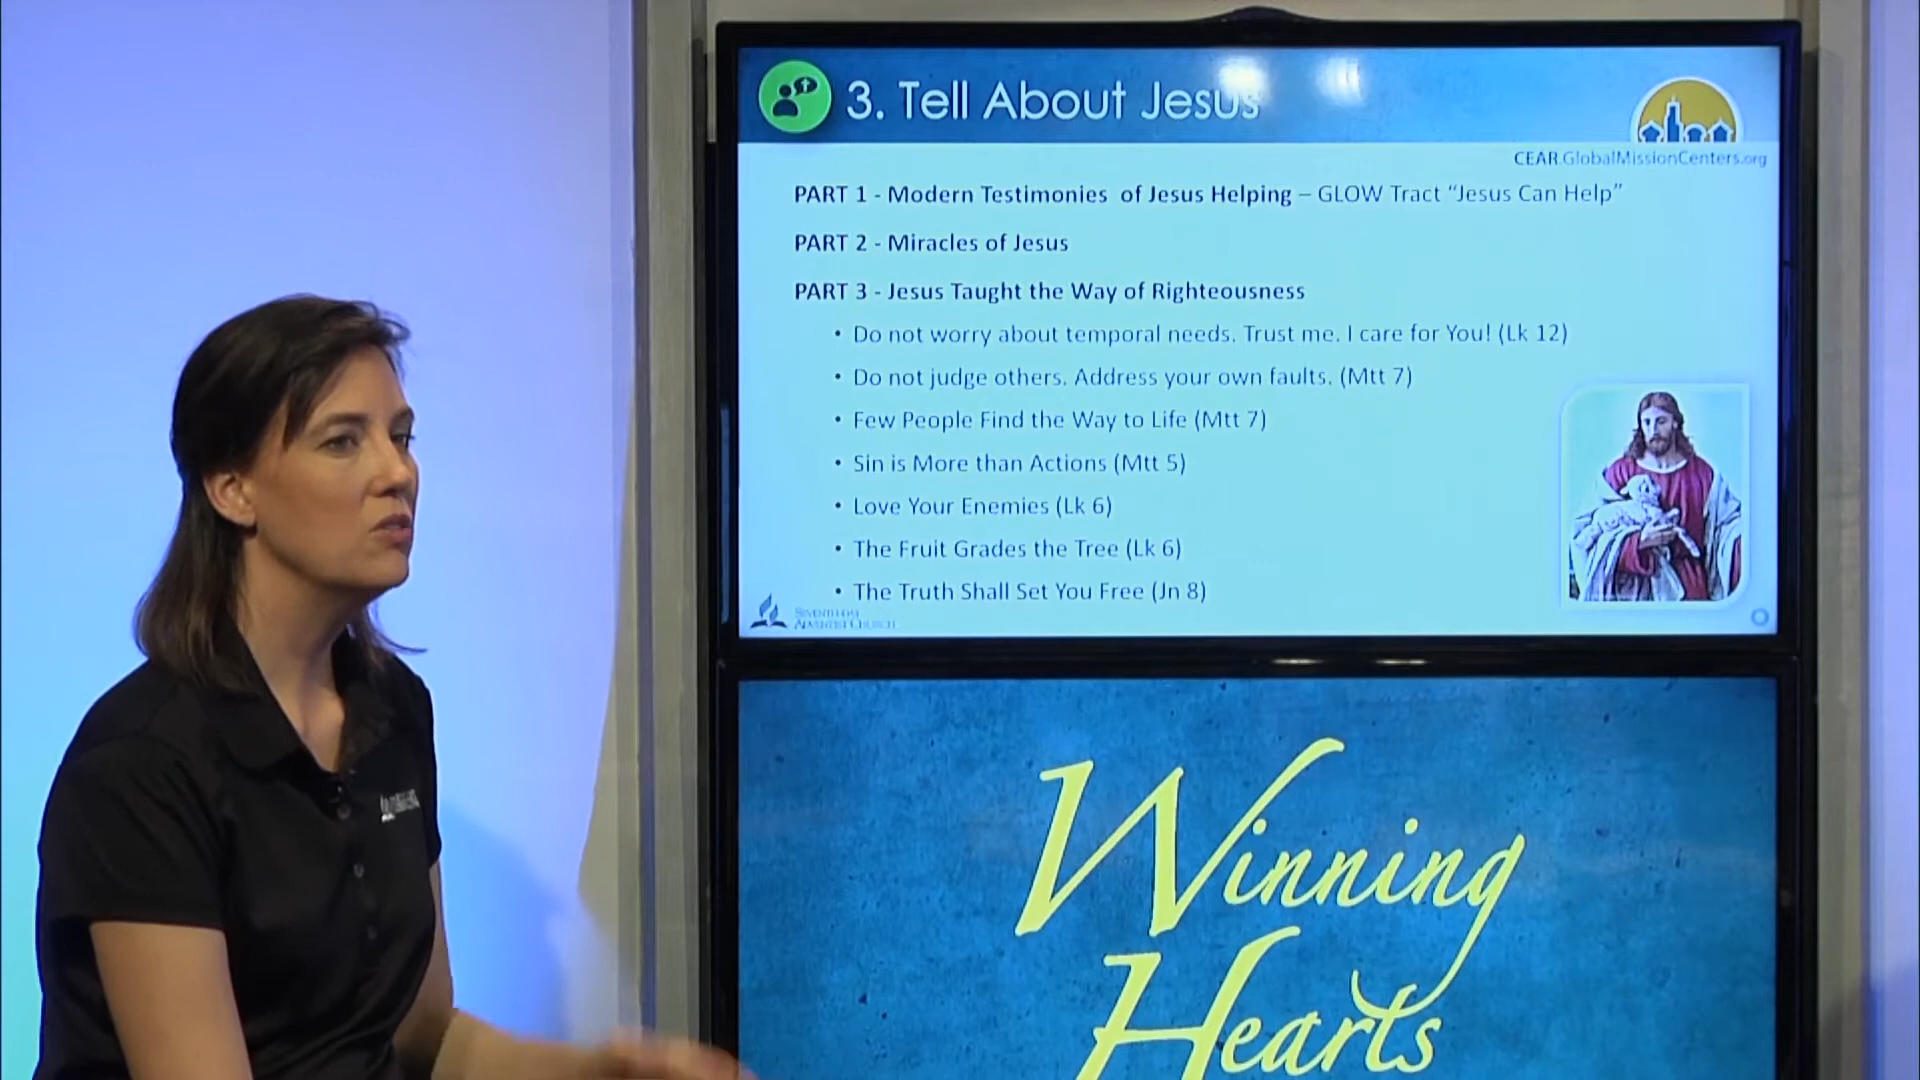 3. Tell About Jesus
CEAR.GlobalMissionCenters.org
PART 1 - Modern Testimonies of Jesus Helping – GLOW Tract “Jesus Can Help”
PART 2 - Miracles of Jesus
PART 3 - Jesus Taught the Way of Righteousness
• Do not worry about temporal needs. Trust me. I care for You! (Lk 12)
• Do not judge others. Address your own faults. (Mtt 7)
• Few People Find the Way to Life (Mtt 7)
• Sin is More than Actions (Mtt 5)
• Love Your Enemies (Lk 6)
• The Fruit Grades the Tree (Lk 6)
• The Truth Shall Set You Free (Jn 8)
SEVENTH-DAY
ADVENTIST CHURCH
Winning
Hearts